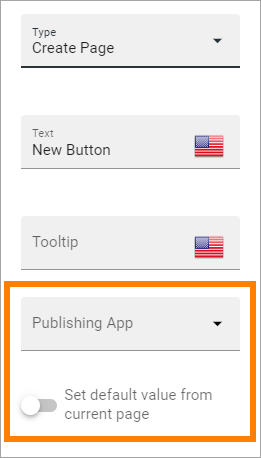 Type
Create Page
Text
New Button
Tooltip
Publishing App
Set default value from
current page